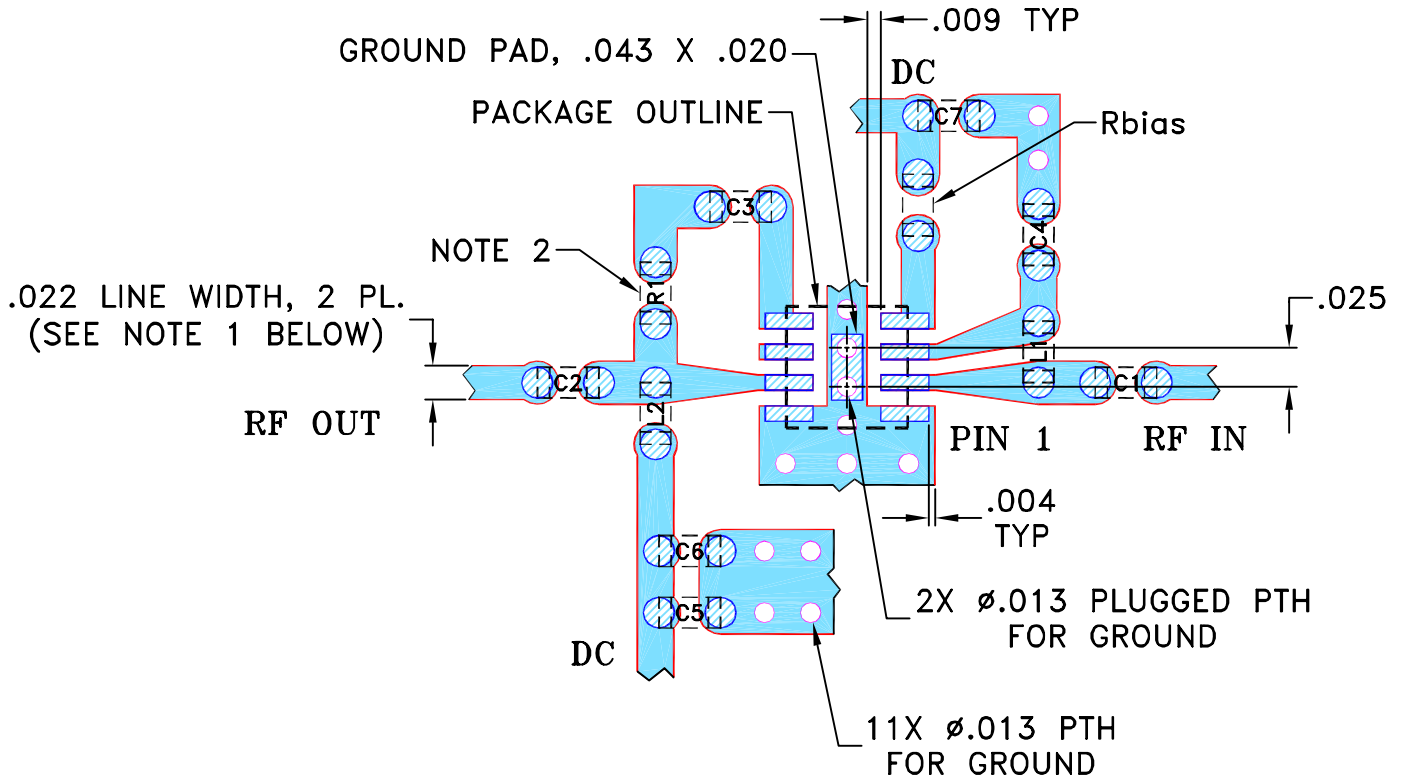 .009 TYP
GROUND PAD, .043 X .020
DC
PACKAGE OUTLINE
C7
Rbias
C3
C4
NOTE 2
R1
.022 LINE WIDTH, 2 PL.
(SEE NOTE 1 BELOW)
.025
L1
C2
C1
L2
RF OUT
PIN 1
RF IN
.004
TYP
C6
C5
2X ⌀.013 PLUGGED PTH
FOR GROUND
DC
11X ⌀.013 PTH
FOR GROUND